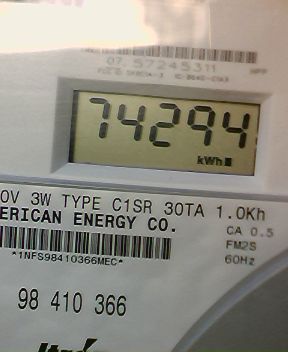 07 57245311
74294
kWh
0V 3W TYPE C1SR 30TA 1.0Kh
ERICAN ENERGY CO.
CA 0.5
FM2S
*1NFS98410366MEC*
60Hz
98 410 366